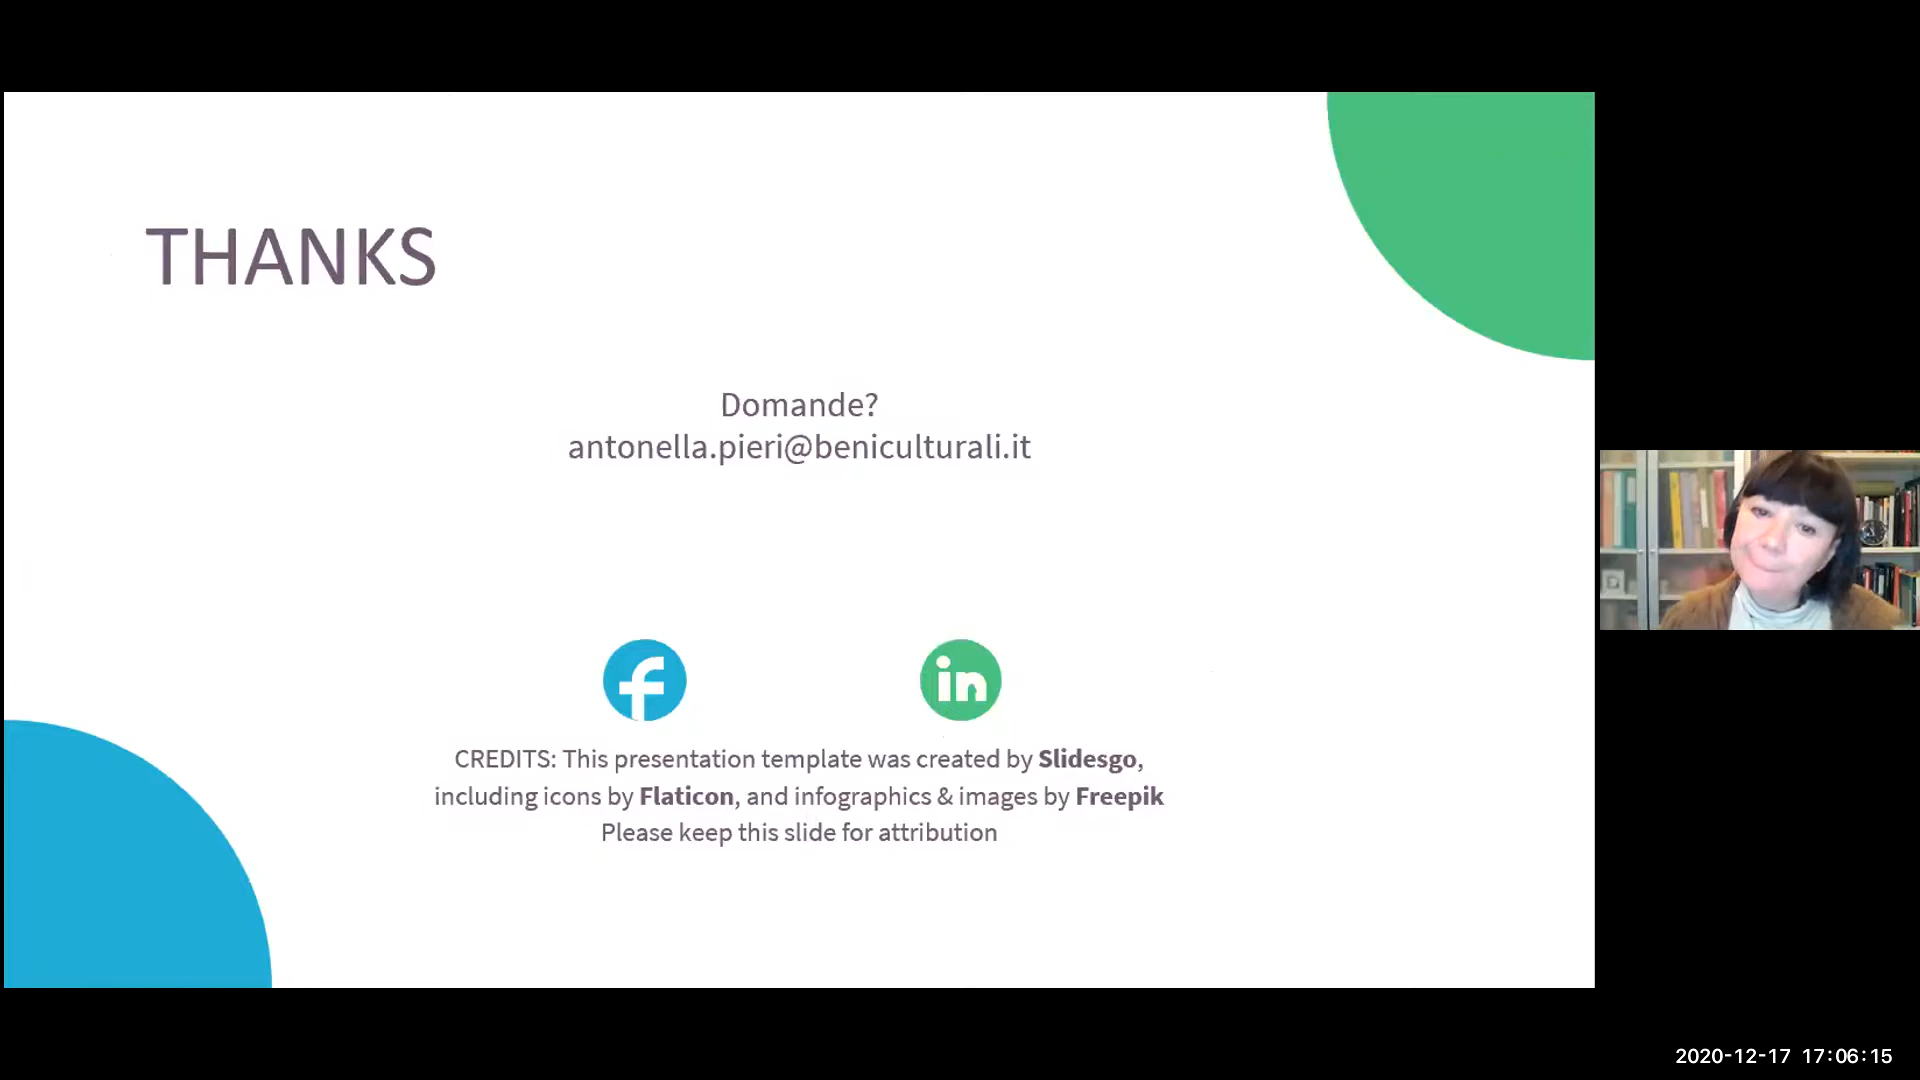 THANKS
Domande?
antonella.pieri@beniculturali.it
f
in
CREDITS: This presentation template was created by Slidesgo,
including icons by Flaticon, and infographics & images by Freepik
Please keep this slide for attribution
2020-12-17 17:06:15